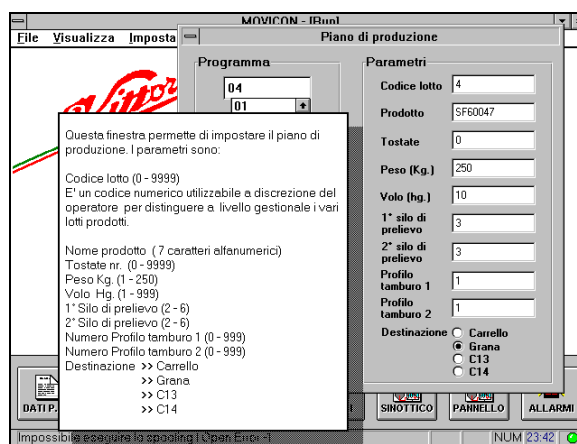 MOVICON - [Run]
File Visualizza Imposta
Piano di produzione
Programma
04
01
Parametri
Codice lotto 4
Prodotto SF60047
Tostate 0
Peso (Kg.) 250
Volo (hg.) 10
1° silo di prelievo 3
2° silo di prelievo 3
Profilo tamburo 1 1
Profilo tamburo 2 1
Destinazione Carrello
Grana
C13
C14
Questa finestra permette di impostare il piano di
produzione. I parametri sono:
Codice lotto (0 - 9999)
E' un codice numerico utilizzabile a discrezione del
operatore per distinguere a livello gestionale i vari
lotti prodotti.
Nome prodotto ( 7 caratteri alfanumerici)
Tostate nr. (0 - 9999)
Peso Kg. (1 - 250)
Volo Hg. (1 - 999)
1° Silo di prelievo (2 - 6)
2° Silo di prelievo (2 - 6)
Numero Profilo tamburo 1 (0 - 999)
Numero Profilo tamburo 2 (0 - 999)
Destinazione >> Carrello
>> Grana
>> C13
>> C14
DATI P.
SINOTTICO
PANNELLO
ALLARMI
Impossibile eseguire lo spooling
NUM 23:42